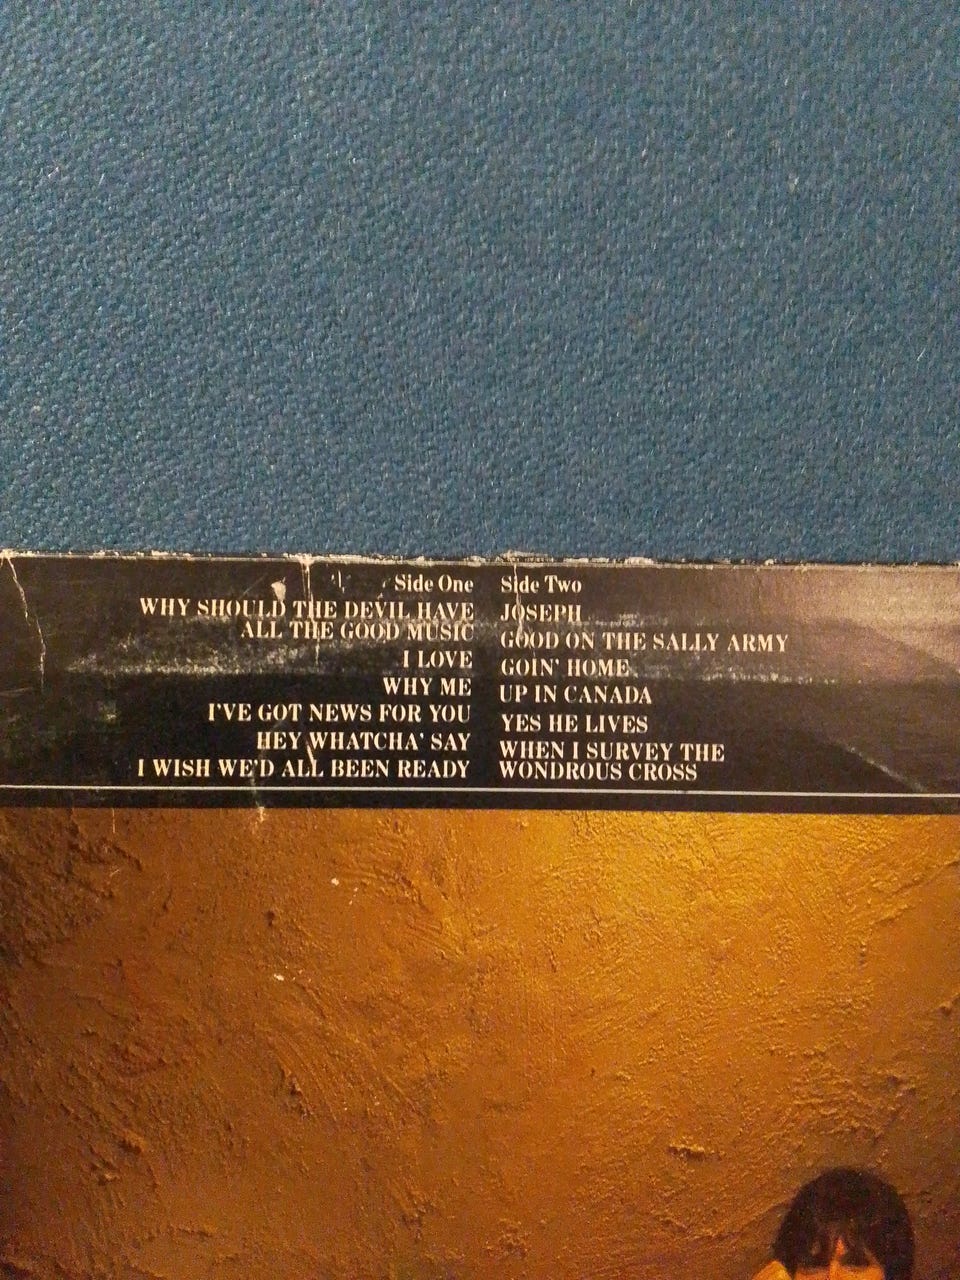 Side One
WHY SHOULD THE DEVIL HAVE
ALL THE GOOD MUSIC
I LOVE
WHY ME
I'VE GOT NEWS FOR YOU
HEY WHATCHA' SAY
I WISH WE'D ALL BEEN READY
Side Two
JOSEPH
GOOD ON THE SALLY ARMY
GOIN' HOME
UP IN CANADA
YES HE LIVES
WHEN I SURVEY THE
WONDROUS CROSS